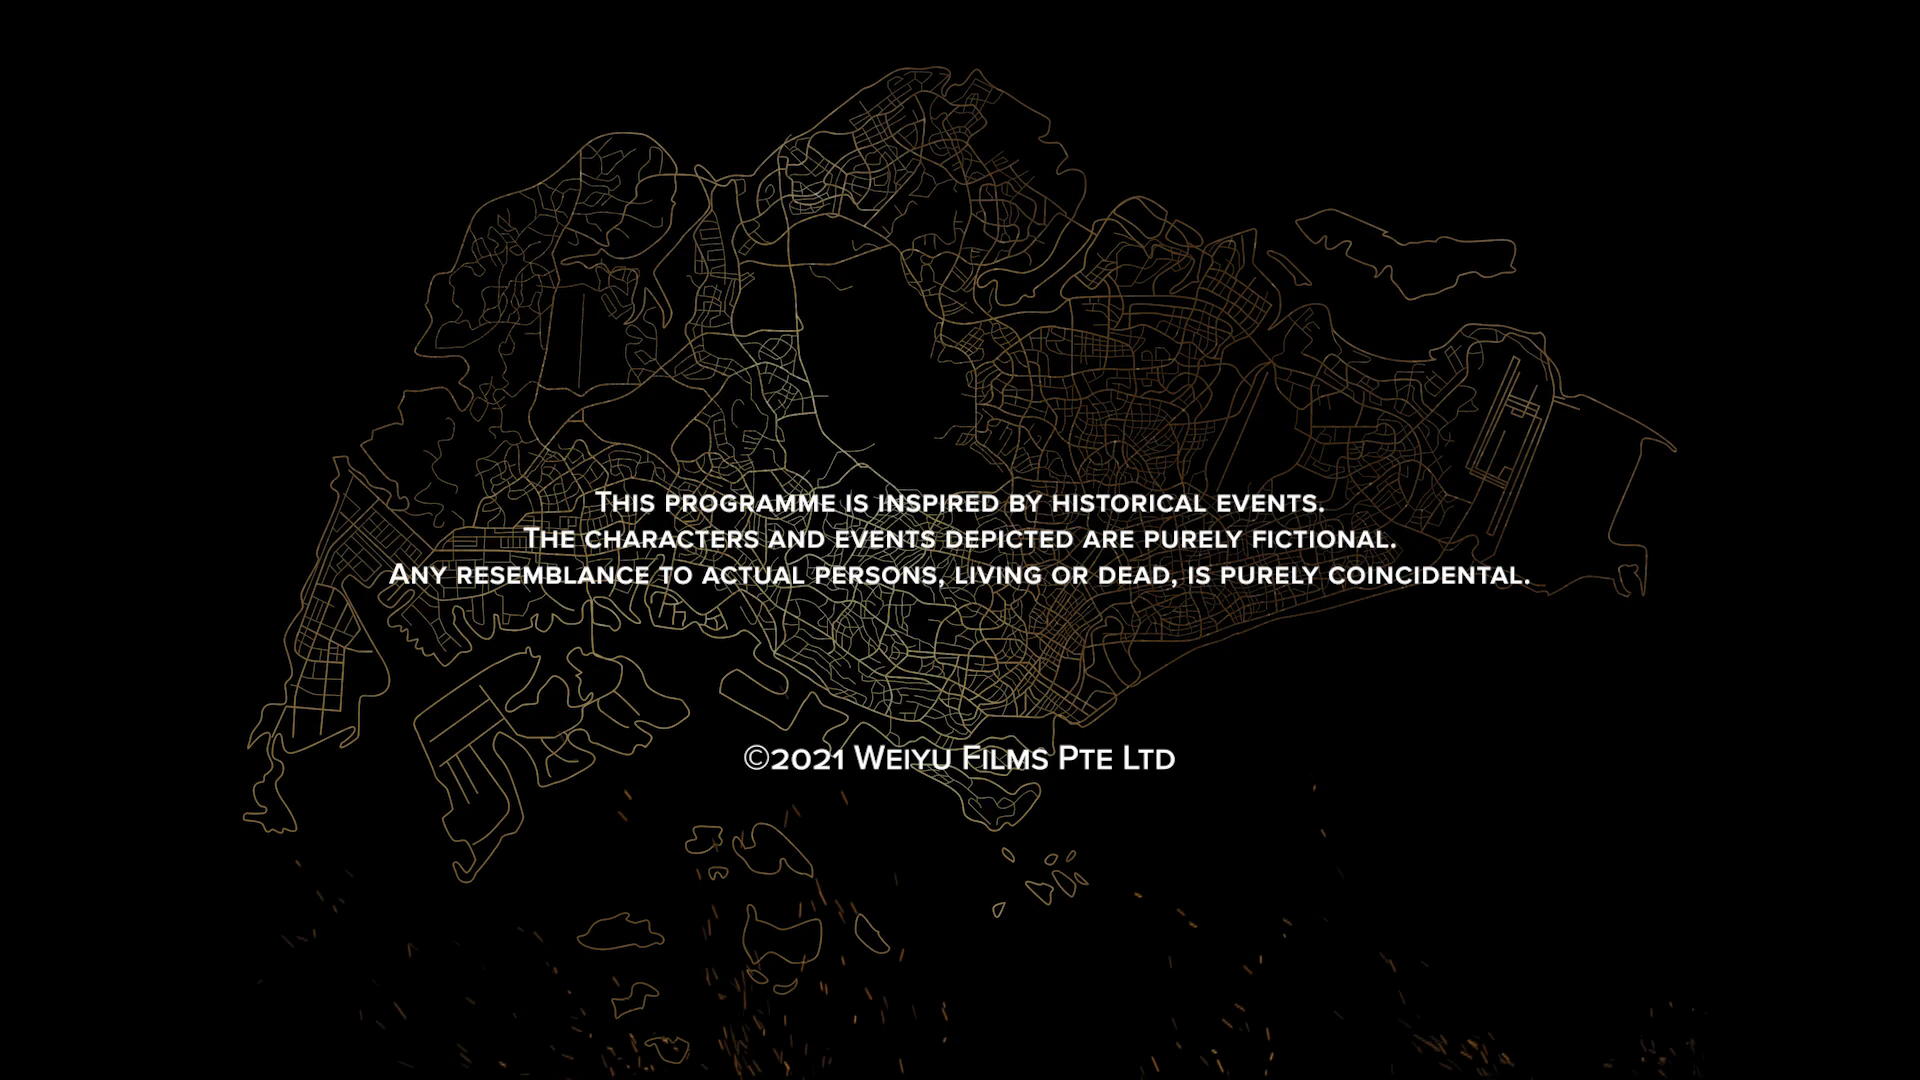 This programme is inspired by historical events.
The characters and events depicted are purely fictional.
Any resemblance to actual persons, living or dead, is purely coincidental.
©2021 Weiyu Films Pte Ltd